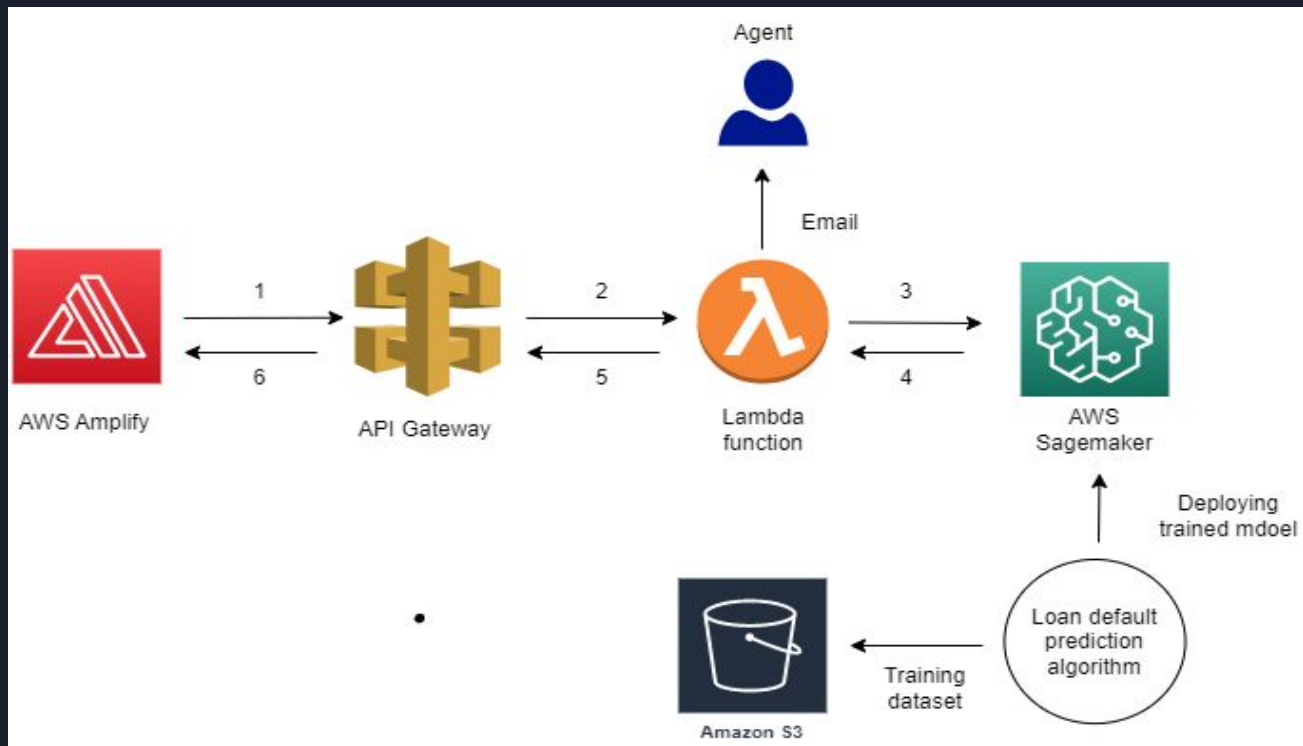 Agent
Email
1
2
3
6
5
4
AWS Amplify
API Gateway
Lambda
function
AWS
Sagemaker
Deploying
trained mdoel
Loan default
prediction
algorithm
Training
dataset
Amazon S3